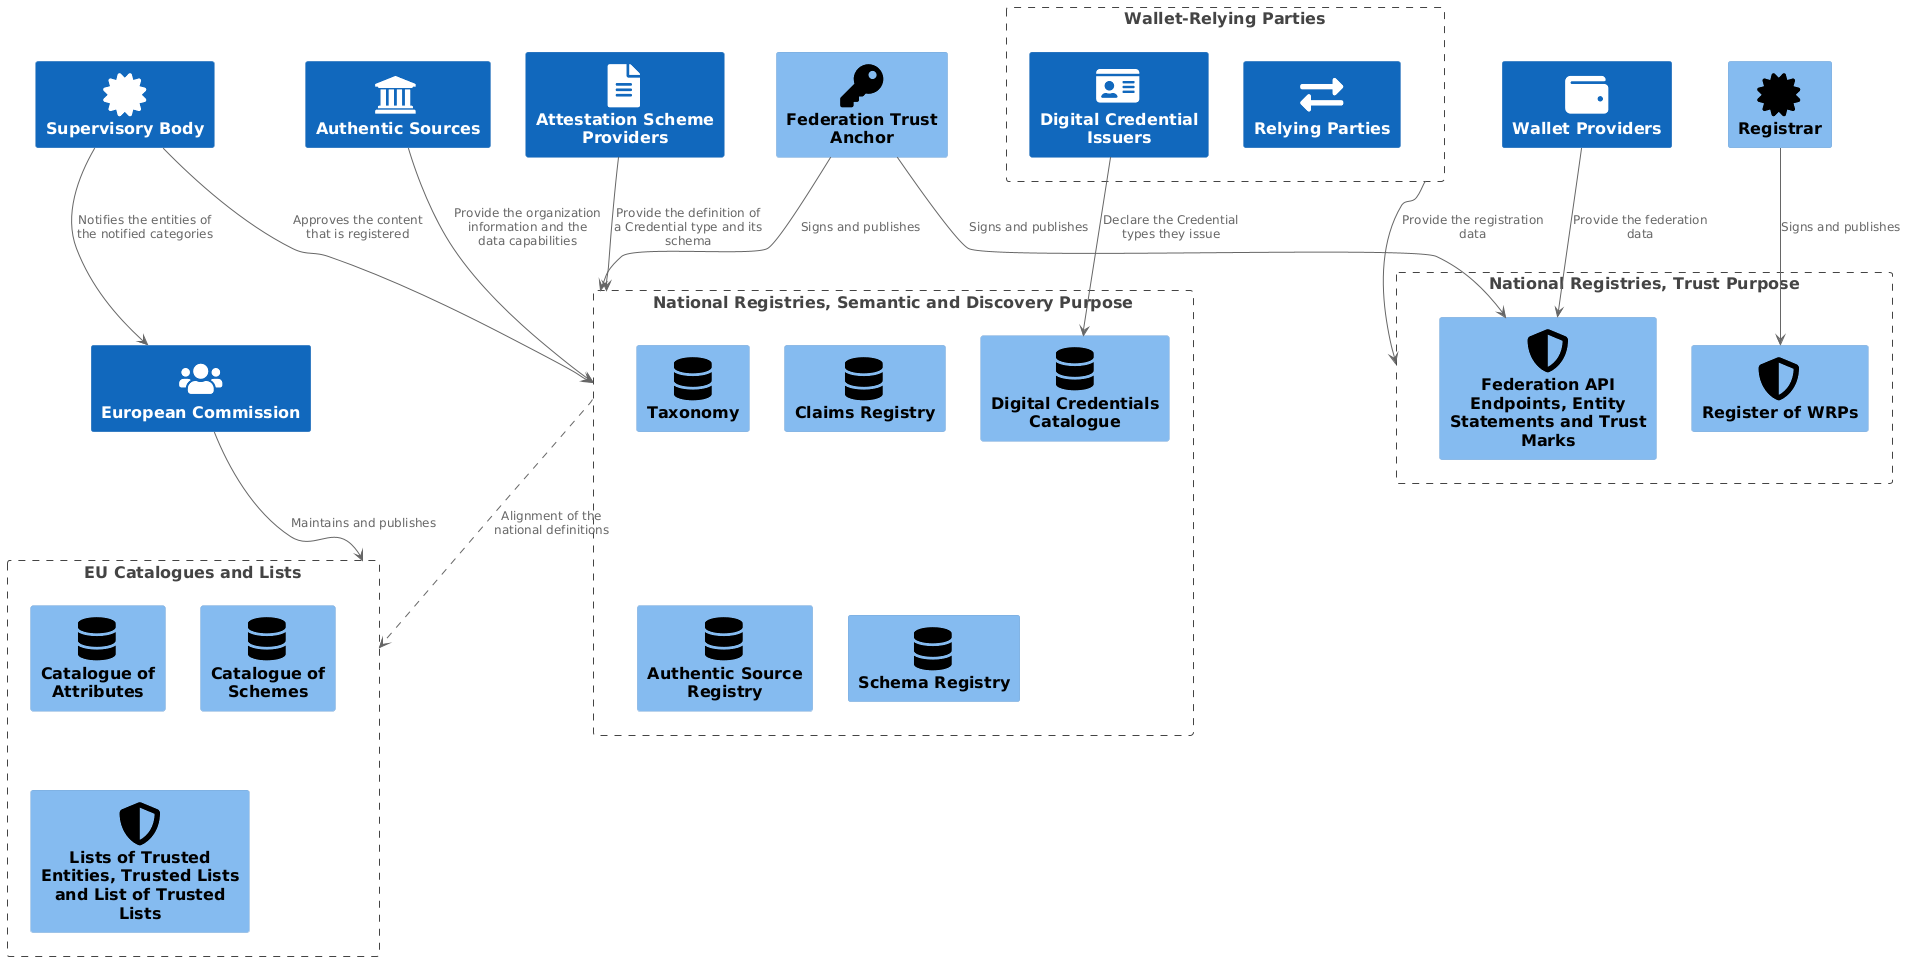 Wallet-Relying Parties
Supervisory Body
Authentic Sources
Attestation Scheme
Providers
Federation Trust
Anchor
Digital Credential
Issuers
Relying Parties
Wallet Providers
Registrar
Notifies the entities of
the notified categories
Approves the content
that is registered
Provide the organization
information and the
data capabilities
Provide the definition of
a Credential type and its
schema
Signs and publishes
Signs and publishes
Declare the Credential
types they issue
Provide the registration
data
Provide the federation
data
Signs and publishes
National Registries, Semantic and Discovery Purpose
National Registries, Trust Purpose
European Commission
Taxonomy
Claims Registry
Digital Credentials
Catalogue
Federation API
Endpoints, Entity
Statements and Trust
Marks
Register of WRPs
Maintains and publishes
Alignment of the
national definitions
EU Catalogues and Lists
Catalogue of
Attributes
Catalogue of
Schemes
Authentic Source
Registry
Schema Registry
Lists of Trusted
Entities, Trusted Lists
and List of Trusted
Lists